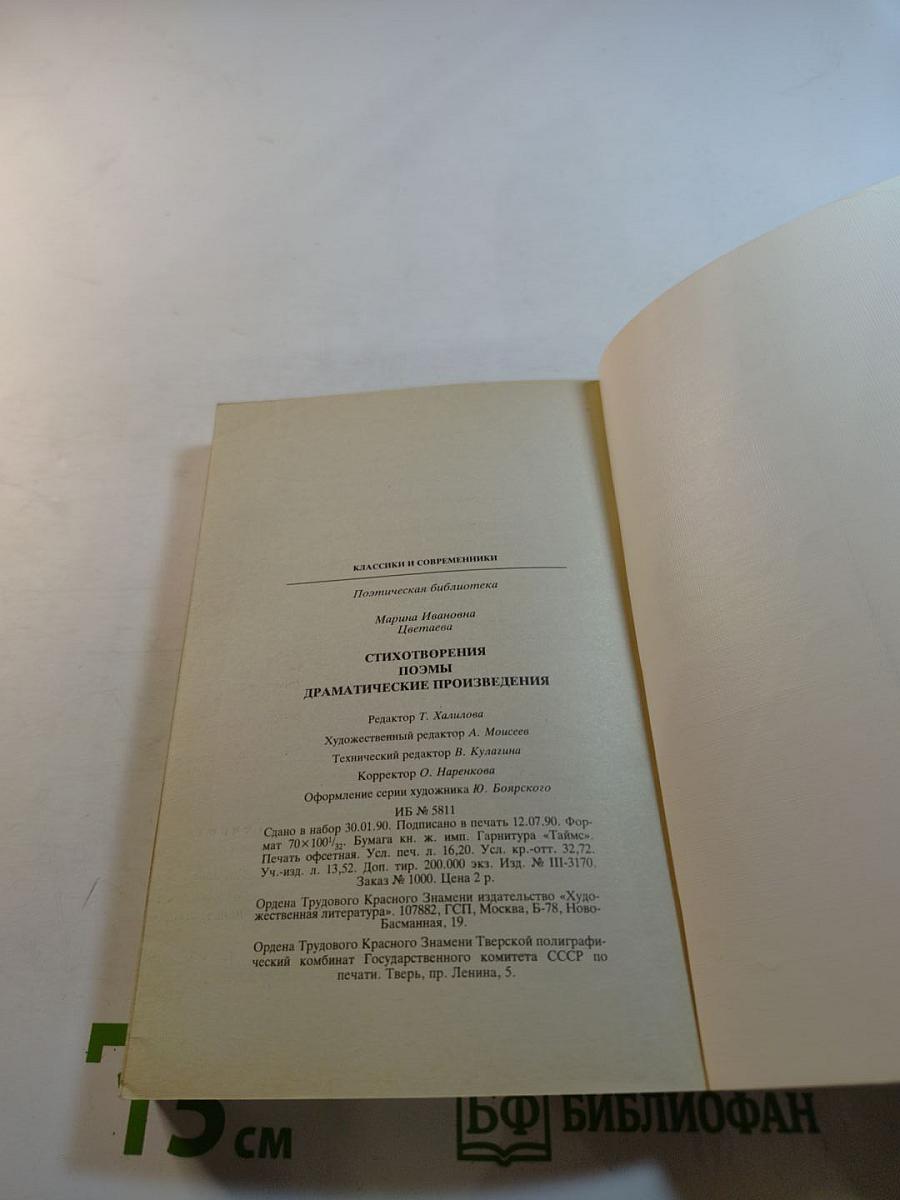 КЛАССИКИ И СОВРЕМЕННИКИ
Поэтическая библиотека
Марина Ивановна
Цветаева
СТИХОТВОРЕНИЯ
ПОЭМЫ
ДРАМАТИЧЕСКИЕ ПРОИЗВЕДЕНИЯ
Редактор Т. Халилова
Художественный редактор А. Моисеев
Технический редактор В. Кулагина
Корректор О. Наренкова
Оформление серии художника Ю. Боярского
ИБ № 5811
Сдано в набор 30.01.90. Подписано в печать 12.07.90. Фор-
мат 70×100¹/₃₂. Бумага кн. ж. имп. Гарнитура «Таймс».
Печать офсетная. Усл. печ. л. 16,20. Усл. кр.-отт. 32,72.
Уч.-изд. л. 13,52. Доп. тир. 200.000 экз. Изд. № III-3170.
Заказ № 1000. Цена 2 р.
Ордена Трудового Красного Знамени издательство «Худо-
жественная литература». 107882, ГСП, Москва, Б-78, Ново-
Басманная, 19.
Ордена Трудового Красного Знамени Тверской полиграфи-
ческий комбинат Государственного комитета СССР по
печати. Тверь, пр. Ленина, 5.
15 см
БФ БИБЛИОФАН